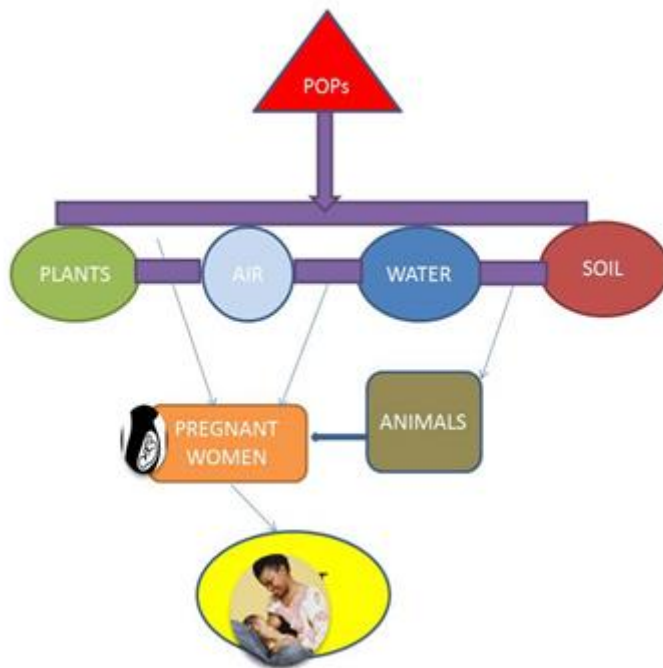 POPs
PLANTS
AIR
WATER
SOIL
PREGNANT
WOMEN
ANIMALS